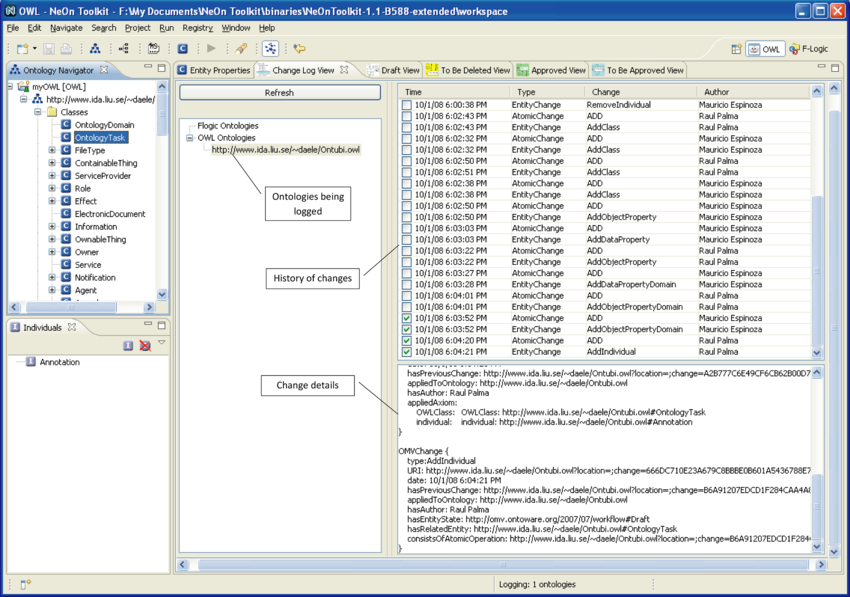 OWL - NeOn Toolkit - F:\My Documents\NeOn Toolkit\binaries\NeOnToolkit-1.1-B588-extended\workspace
File Edit Navigate Search Project Run Registry Window Help
OWL F-Logic
Ontology Navigator
myOWL [OWL]
http://www.ida.liu.se/~daele/
Classes
OntologyDomain
OntologyTask
FileType
ContainableThing
ServiceProvider
Role
Effect
ElectronicDocument
Information
OwnableThing
Owner
Service
Notification
Agent
Individuals
Annotation
Entity Properties Change Log View Draft View To Be Deleted View Approved View To Be Approved View
Refresh
Flogic Ontologies
OWL Ontologies
http://www.ida.liu.se/~daele/Ontubi.owl
Ontologies being
logged
History of changes
Change details
Time Type Change Author
10/1/08 6:00:38 PM EntityChange RemoveIndividual Mauricio Espinoza
10/1/08 6:02:43 PM AtomicChange ADD Raul Palma
10/1/08 6:02:43 PM EntityChange AddClass Raul Palma
10/1/08 6:02:32 PM AtomicChange ADD Mauricio Espinoza
10/1/08 6:02:32 PM EntityChange AddClass Mauricio Espinoza
10/1/08 6:02:50 PM AtomicChange ADD Raul Palma
10/1/08 6:02:51 PM EntityChange AddClass Raul Palma
10/1/08 6:02:38 PM AtomicChange ADD Mauricio Espinoza
10/1/08 6:02:38 PM EntityChange AddClass Mauricio Espinoza
10/1/08 6:02:50 PM AtomicChange ADD Mauricio Espinoza
10/1/08 6:02:50 PM EntityChange AddObjectProperty Mauricio Espinoza
10/1/08 6:03:03 PM AtomicChange ADD Mauricio Espinoza
10/1/08 6:03:03 PM EntityChange AddDataProperty Mauricio Espinoza
10/1/08 6:03:22 PM AtomicChange ADD Raul Palma
10/1/08 6:03:22 PM EntityChange AddObjectProperty Raul Palma
10/1/08 6:03:27 PM AtomicChange ADD Mauricio Espinoza
10/1/08 6:03:28 PM EntityChange AddDataPropertyDomain Mauricio Espinoza
10/1/08 6:04:01 PM AtomicChange ADD Raul Palma
10/1/08 6:04:01 PM EntityChange AddObjectPropertyDomain Raul Palma
10/1/08 6:03:52 PM AtomicChange ADD Mauricio Espinoza
10/1/08 6:03:52 PM EntityChange AddObjectPropertyDomain Mauricio Espinoza
10/1/08 6:04:20 PM AtomicChange ADD Raul Palma
10/1/08 6:04:21 PM EntityChange AddIndividual Raul Palma
hasPreviousChange: http://www.ida.liu.se/~daele/Ontubi.owl?location=;change=A2B777C6E49CF6CB62B00D7
appliedToOntology: http://www.ida.liu.se/~daele/Ontubi.owl
hasAuthor: Raul Palma
appliedAxiom:
OWLClass: OWLClass: http://www.ida.liu.se/~daele/Ontubi.owl#OntologyTask
individual: individual: http://www.ida.liu.se/~daele/Ontubi.owl#Annotation
}
OMVChange {
type:AddIndividual
URI: http://www.ida.liu.se/~daele/Ontubi.owl?location=;change=666DC710E23A679C8BBBE0B601A5436788E7
date: 10/1/08 6:04:21 PM
hasPreviousChange: http://www.ida.liu.se/~daele/Ontubi.owl?location=;change=B6A91207EDCD1F284CAA4A8
appliedToOntology: http://www.ida.liu.se/~daele/Ontubi.owl
hasAuthor: Raul Palma
hasEntityState: http://omv.ontoware.org/2007/07/workflow#Draft
hasRelatedEntity: http://www.ida.liu.se/~daele/Ontubi.owl#OntologyTask
consistsOfAtomicOperation: http://www.ida.liu.se/~daele/Ontubi.owl?location=;change=B6A91207EDCD1F284
}
Logging: 1 ontologies